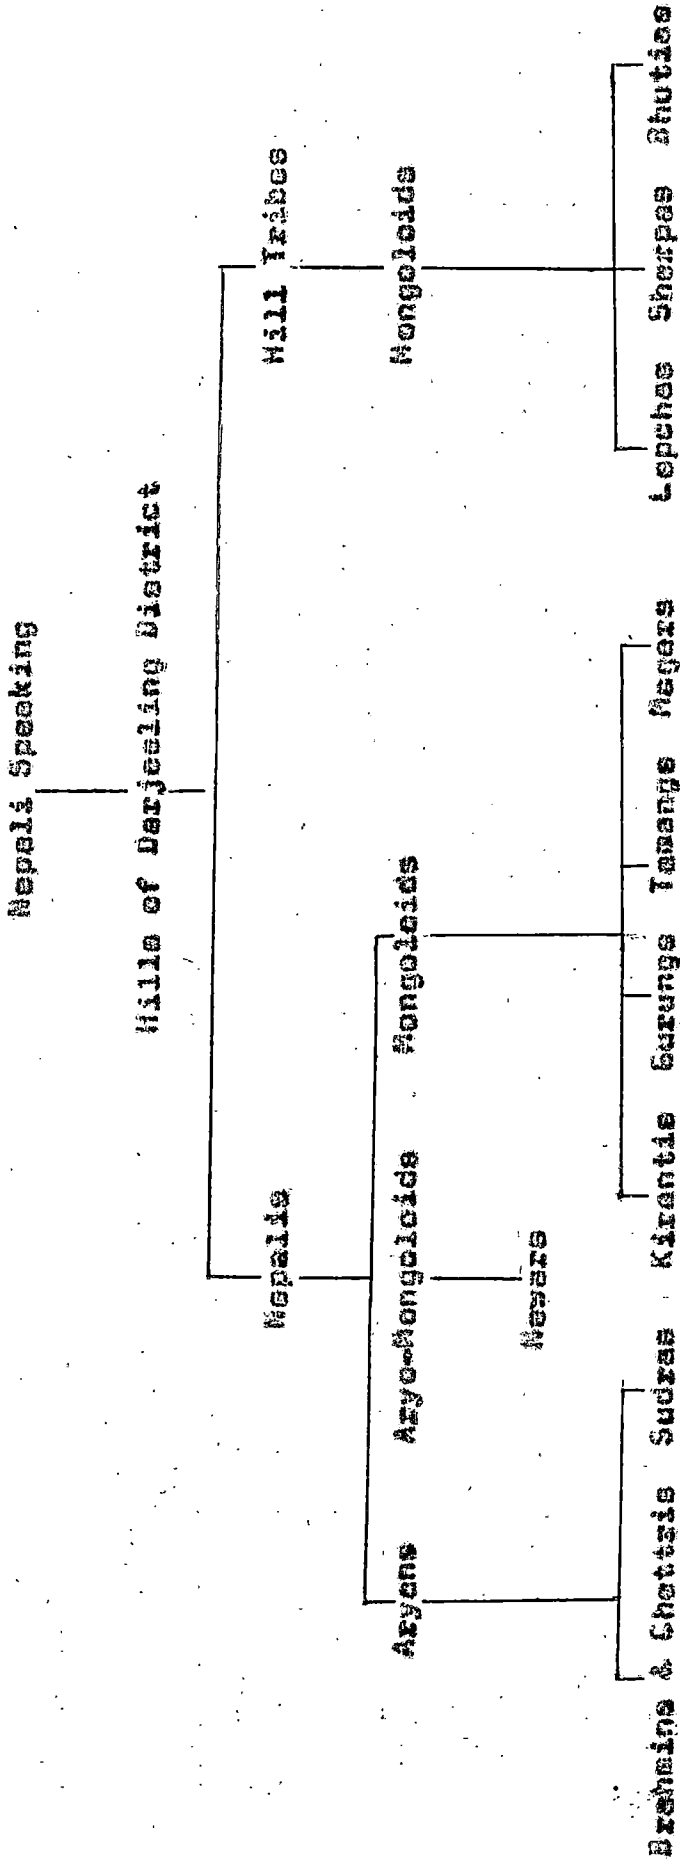 Nepali Speaking
Hills of Darjeeling District
Nepalis Hill Tribes
Aryans Aryo-Mongoloids Mongoloids Mongoloids
Newars
Brahmins & Chettris Sudras Kirantis Gurungs Tamangs Magars Lepchas Sherpas Bhutias